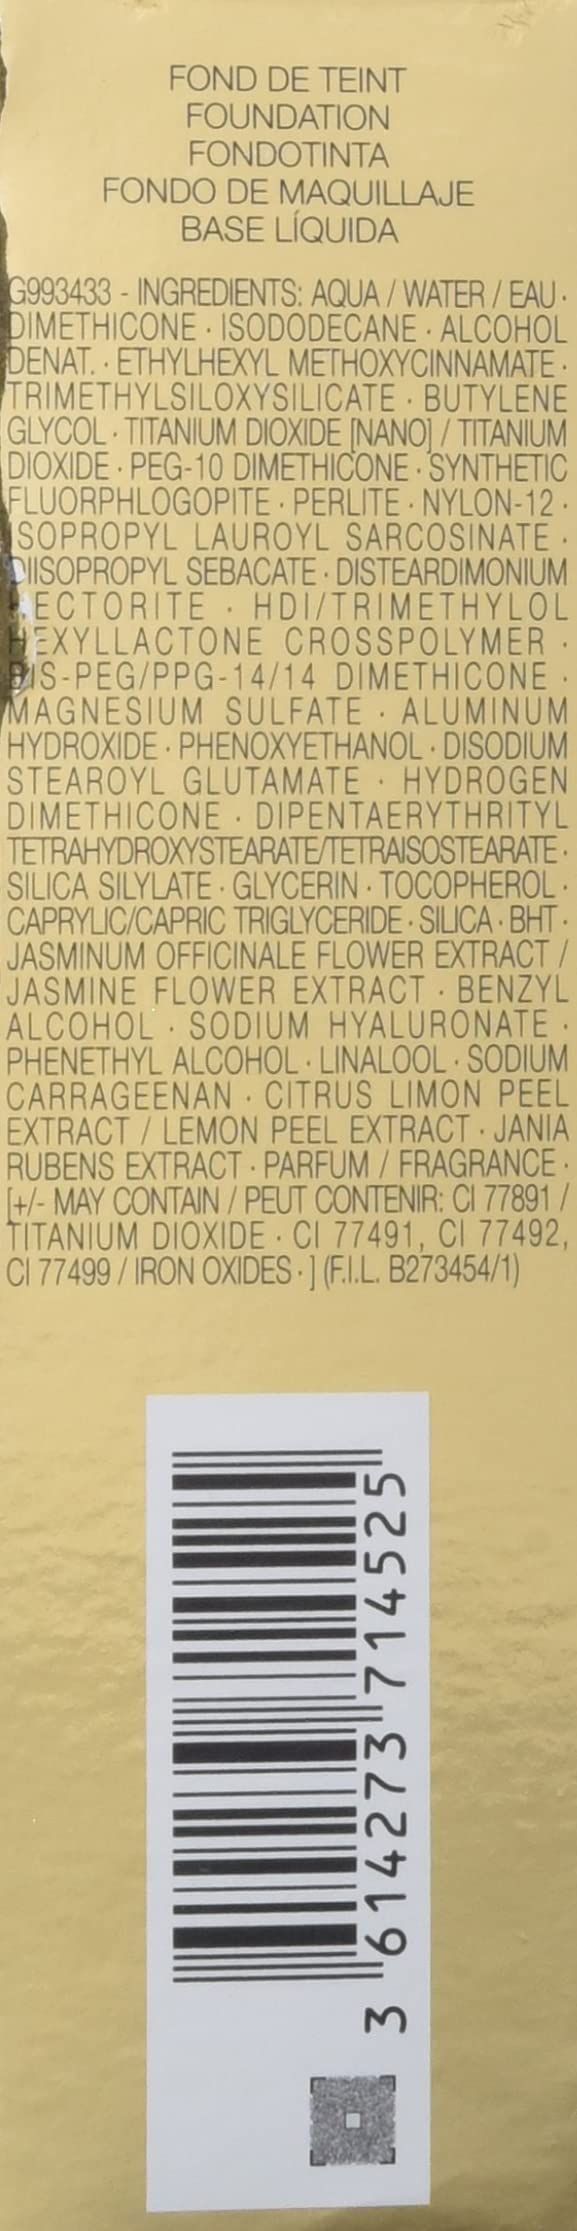 FOND DE TEINT
FOUNDATION
FONDOTINTA
FONDO DE MAQUILLAJE
BASE LÍQUIDA
G993433 - INGREDIENTS: AQUA / WATER / EAU ·
DIMETHICONE · ISODODECANE · ALCOHOL
DENAT. · ETHYLHEXYL METHOXYCINNAMATE ·
TRIMETHYLSILOXYSILICATE · BUTYLENE
GLYCOL · TITANIUM DIOXIDE [NANO] / TITANIUM
DIOXIDE · PEG-10 DIMETHICONE · SYNTHETIC
FLUORPHLOGOPITE · PERLITE · NYLON-12 ·
ISOPROPYL LAUROYL SARCOSINATE ·
DIISOPROPYL SEBACATE · DISTEARDIMONIUM
HECTORITE · HDI/TRIMETHYLOL
HEXYLLACTONE CROSSPOLYMER ·
BIS-PEG/PPG-14/14 DIMETHICONE ·
MAGNESIUM SULFATE · ALUMINUM
HYDROXIDE · PHENOXYETHANOL · DISODIUM
STEAROYL GLUTAMATE · HYDROGEN
DIMETHICONE · DIPENTAERYTHRITYL
TETRAHYDROXYSTEARATE/TETRAISOSTEARATE ·
SILICA SILYLATE · GLYCERIN · TOCOPHEROL ·
CAPRYLIC/CAPRIC TRIGLYCERIDE · SILICA · BHT ·
JASMINUM OFFICINALE FLOWER EXTRACT /
JASMINE FLOWER EXTRACT · BENZYL
ALCOHOL · SODIUM HYALURONATE ·
PHENETHYL ALCOHOL · LINALOOL · SODIUM
CARRAGEENAN · CITRUS LIMON PEEL
EXTRACT / LEMON PEEL EXTRACT · JANIA
RUBENS EXTRACT · PARFUM / FRAGRANCE ·
[+/- MAY CONTAIN / PEUT CONTENIR: CI 77891 /
TITANIUM DIOXIDE · CI 77491, CI 77492,
CI 77499 / IRON OXIDES · ] (F.I.L. B273454/1)
3 614273 714525